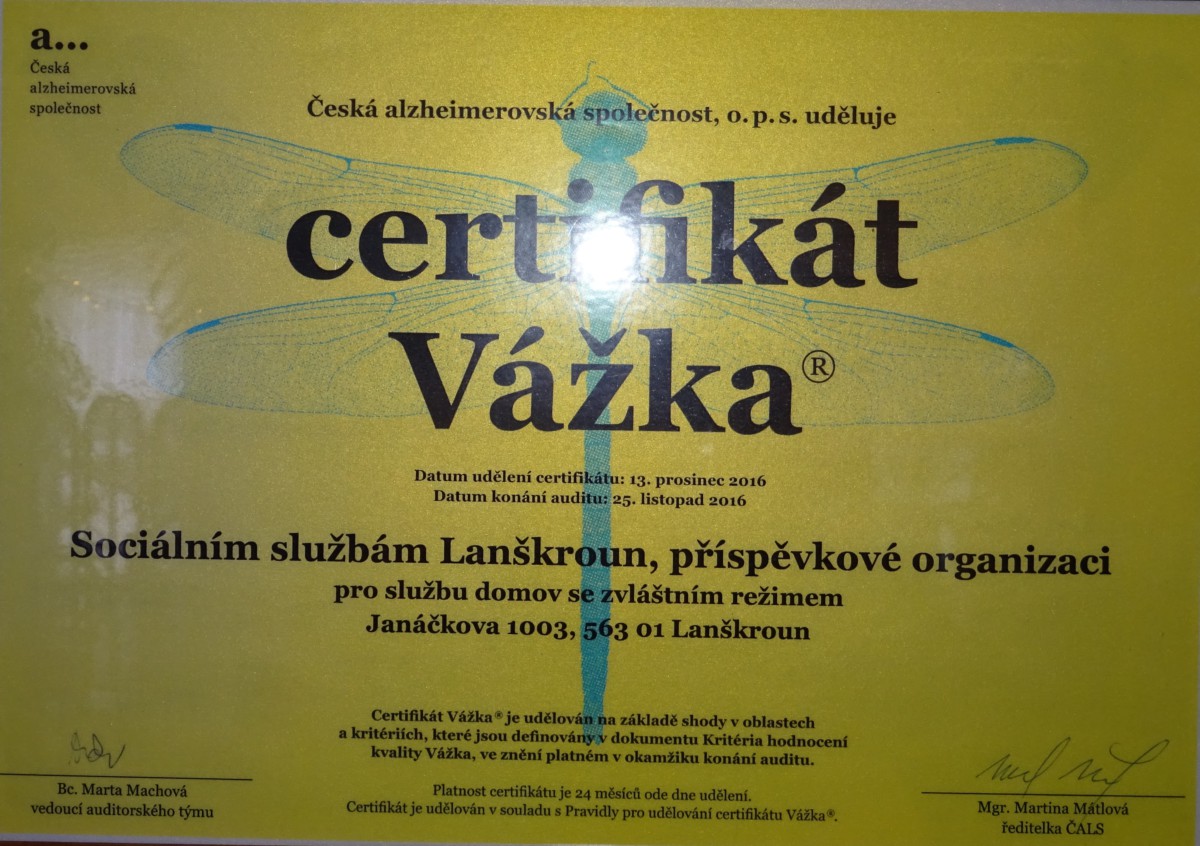 a...
Česká
alzheimerovská
společnost
Česká alzheimerovská společnost, o. p. s. uděluje
certifikát
Vážka®
Datum udělení certifikátu: 13. prosinec 2016
Datum konání auditu: 25. listopad 2016
Sociálním službám Lanškroun, příspěvkové organizaci
pro službu domov se zvláštním režimem
Janáčkova 1003, 563 01 Lanškroun
Certifikát Vážka® je udělován na základě shody v oblastech
a kritériích, které jsou definovány v dokumentu Kritéria hodnocení
kvality Vážka, ve znění platném v okamžiku konání auditu.
Platnost certifikátu je 24 měsíců ode dne udělení.
Certifikát je udělován v souladu s Pravidly pro udělování certifikátu Vážka®.
Bc. Marta Machová
vedoucí auditorského týmu
Mgr. Martina Mátlová
ředitelka ČALS